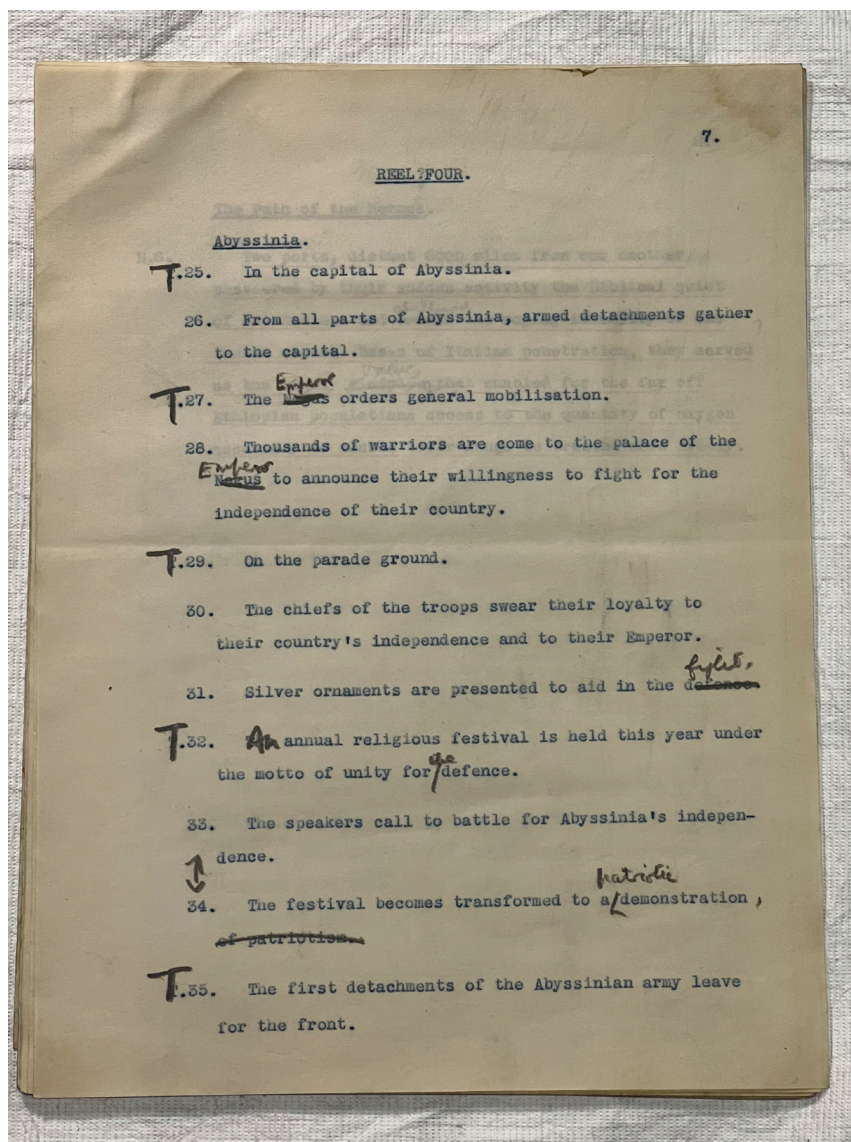 7.
REEL FOUR.
Abyssinia.
T.25. In the capital of Abyssinia.
26. From all parts of Abyssinia, armed detachments gather
to the capital.
Emperor
T.27. The Negus orders general mobilisation.
28. Thousands of warriors are come to the palace of the
Emperor
Negus to announce their willingness to fight for the
independence of their country.
T.29. On the parade ground.
30. The chiefs of the troops swear their loyalty to
their country's independence and to their Emperor.
fight.
31. Silver ornaments are presented to aid in the defence.
T.32. An annual religious festival is held this year under
the
the motto of unity for defence.
33. The speakers call to battle for Abyssinia's indepen-
dence.
patriotic
34. The festival becomes transformed to a demonstration,
of patriotism.
T.35. The first detachments of the Abyssinian army leave
for the front.